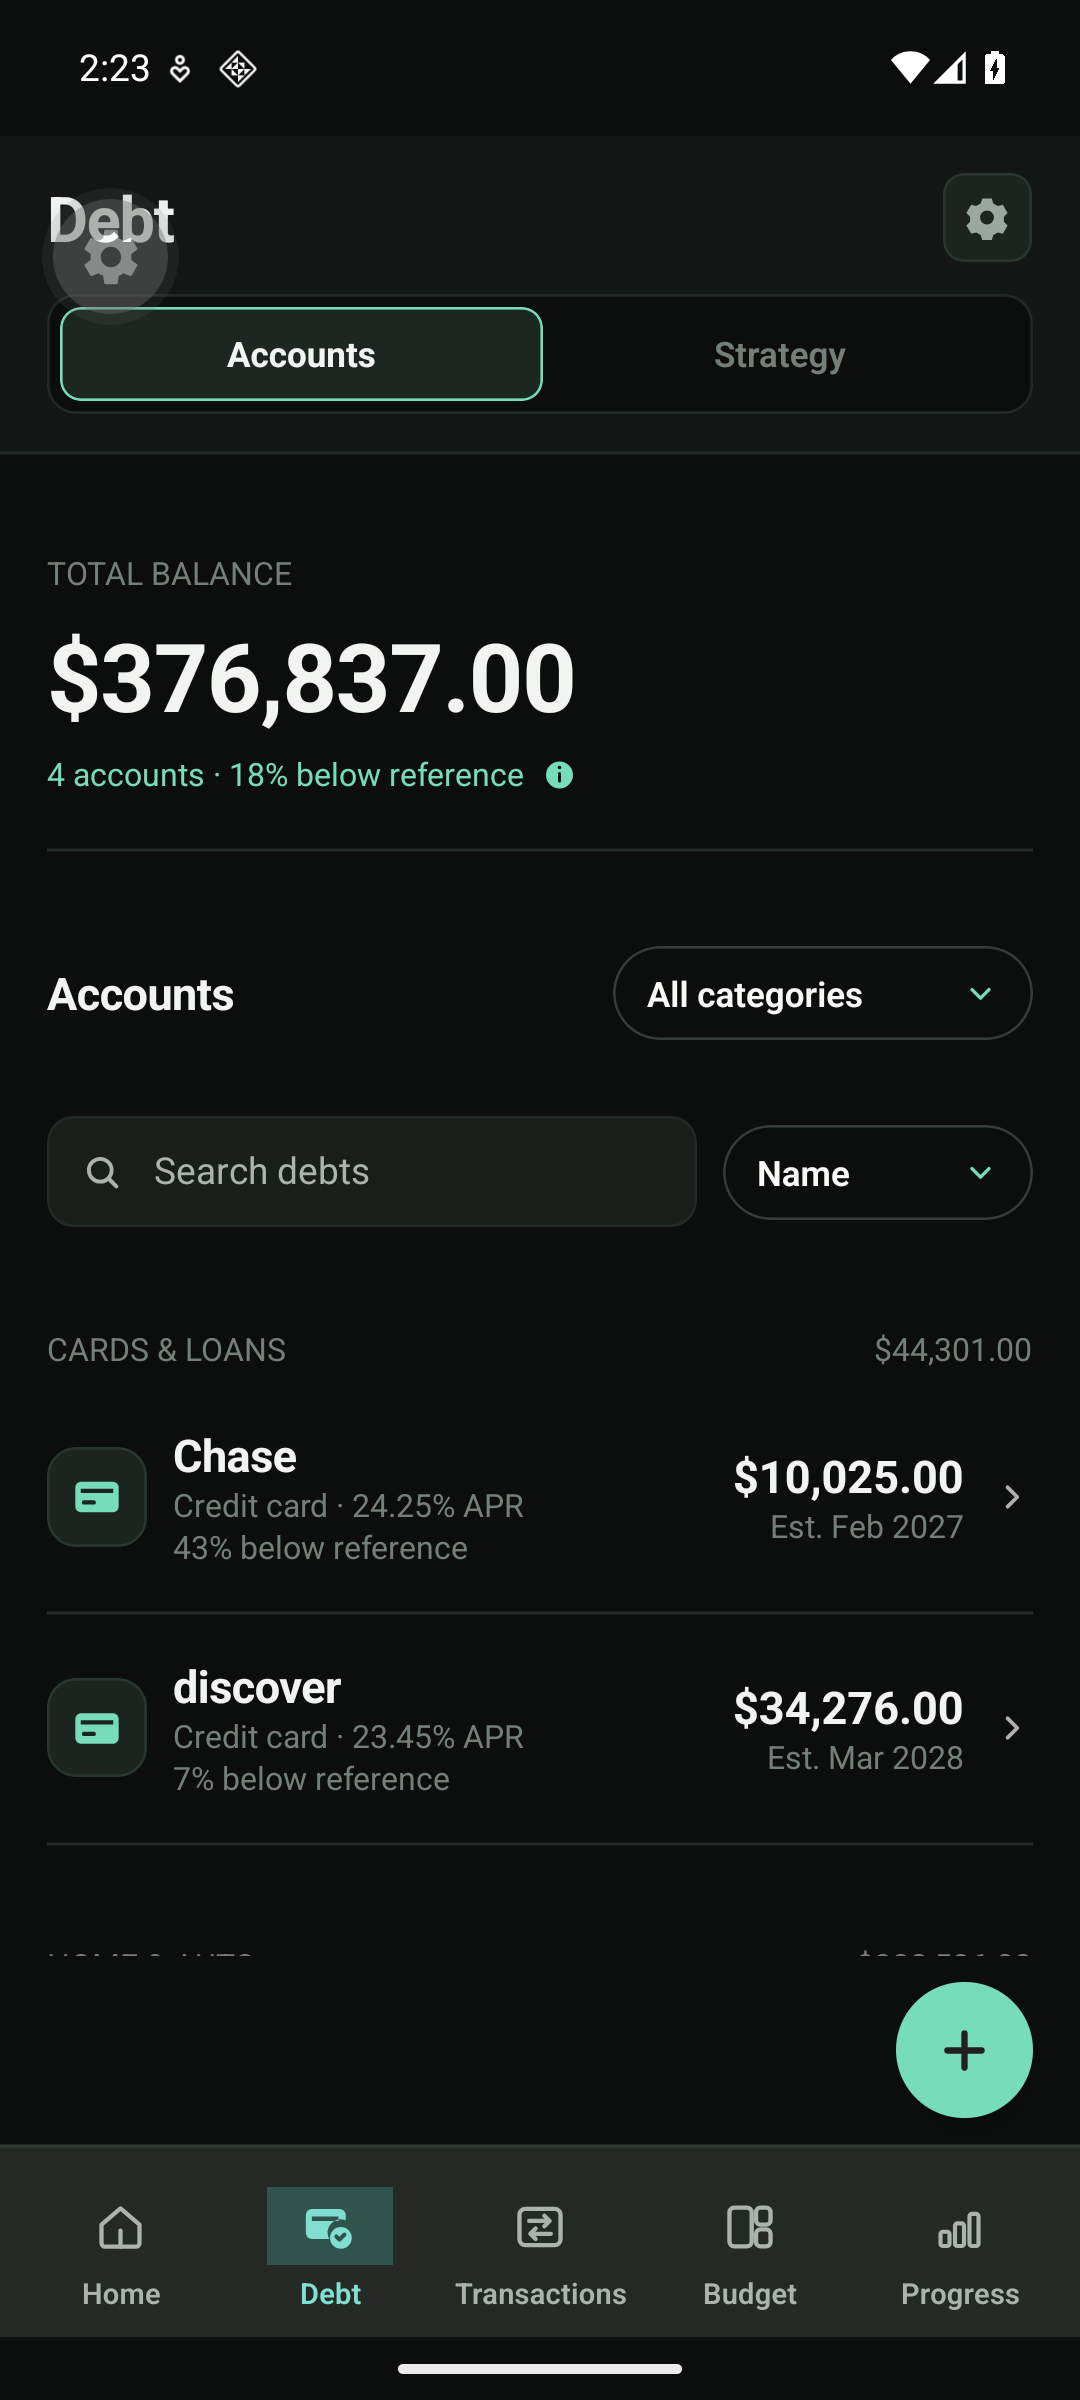 2:23
Debt
Accounts
Strategy
TOTAL BALANCE
$376,837.00
4 accounts · 18% below reference
Accounts
All categories
Search debts
Name
CARDS & LOANS
$44,301.00
Chase
Credit card · 24.25% APR
43% below reference
$10,025.00
Est. Feb 2027
discover
Credit card · 23.45% APR
7% below reference
$34,276.00
Est. Mar 2028
Home
Debt
Transactions
Budget
Progress